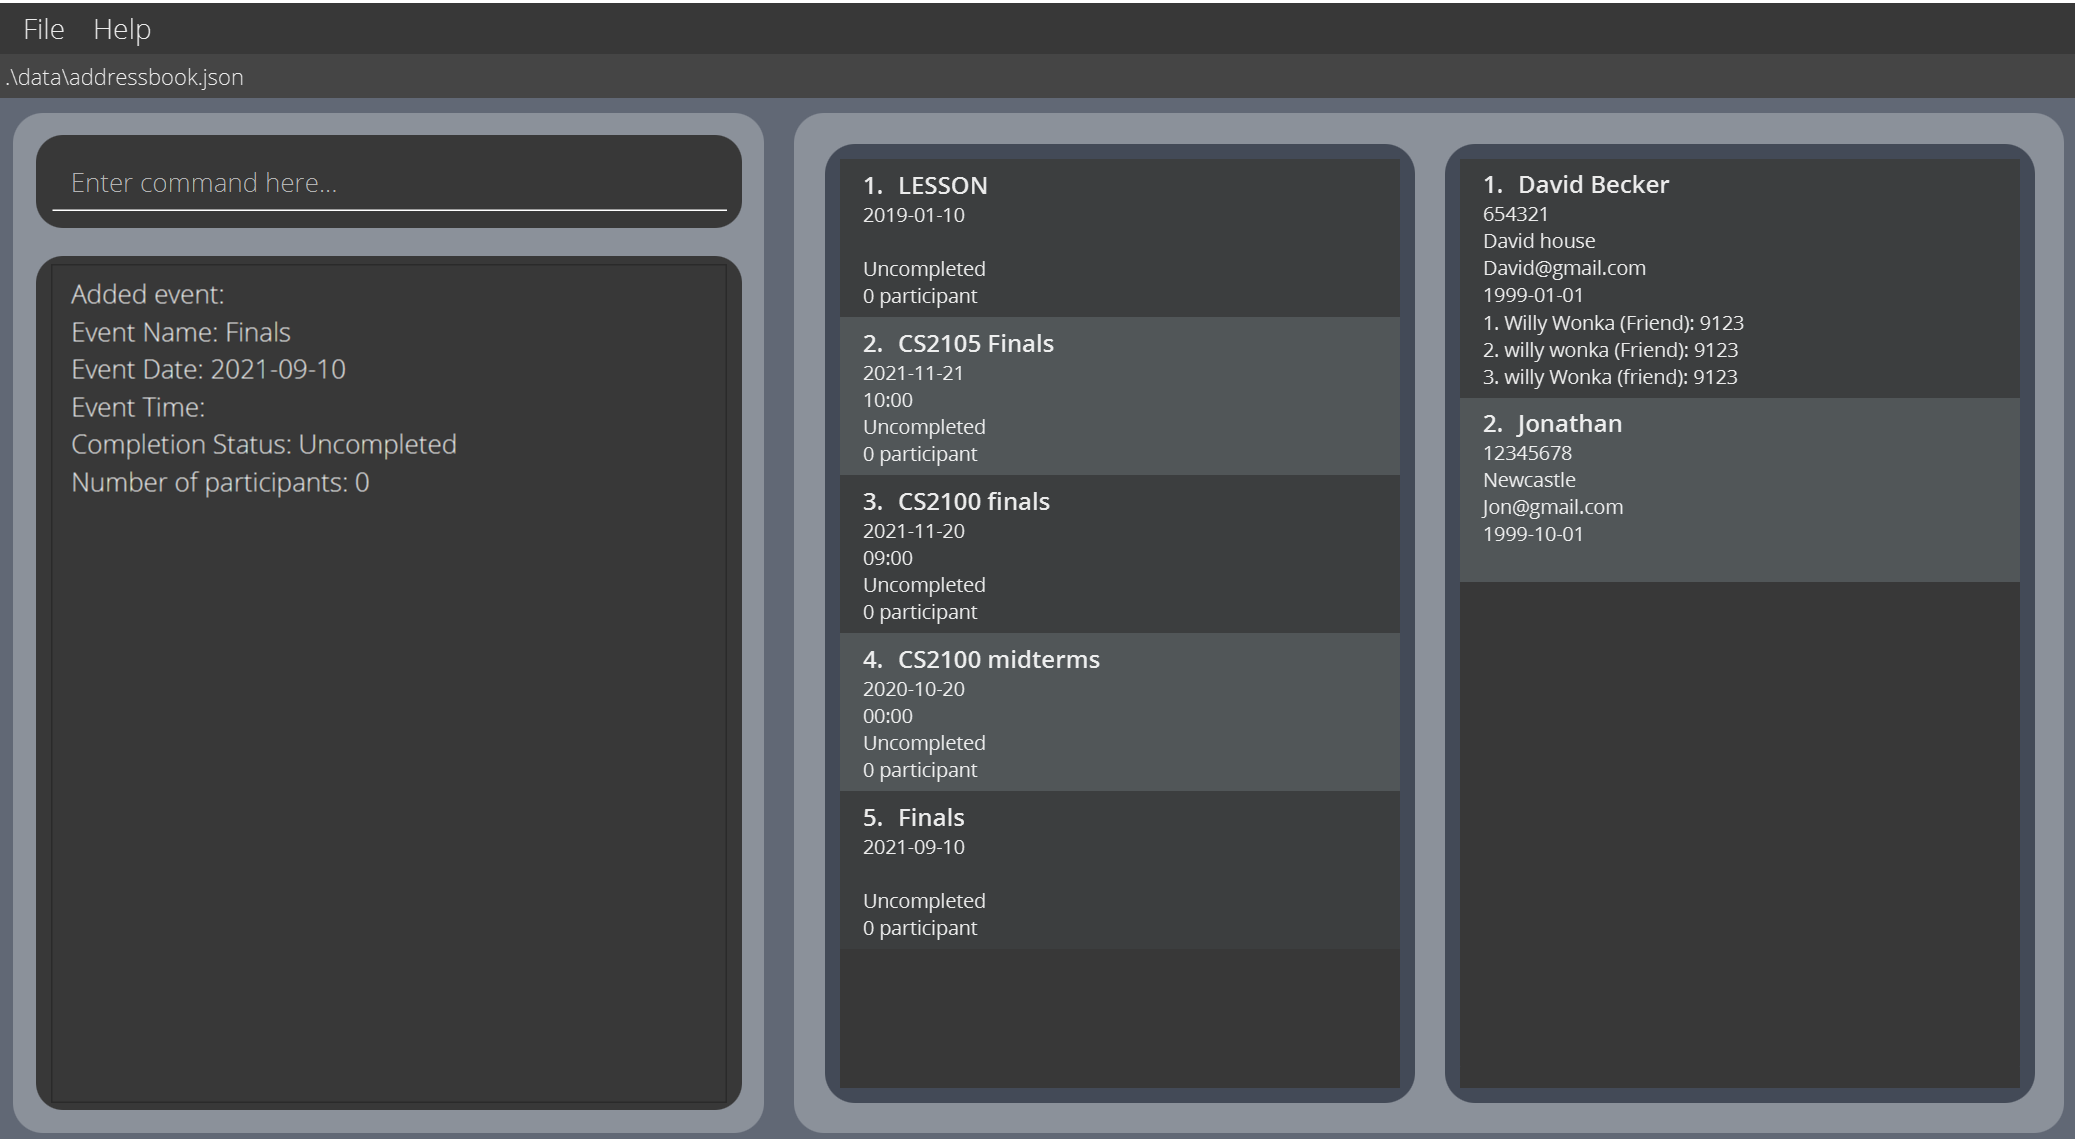 File Help
.\data\addressbook.json
Enter command here...
Added event:
Event Name: Finals
Event Date: 2021-09-10
Event Time:
Completion Status: Uncompleted
Number of participants: 0
1. LESSON
2019-01-10
Uncompleted
0 participant
2. CS2105 Finals
2021-11-21
10:00
Uncompleted
0 participant
3. CS2100 finals
2021-11-20
09:00
Uncompleted
0 participant
4. CS2100 midterms
2020-10-20
00:00
Uncompleted
0 participant
5. Finals
2021-09-10
Uncompleted
0 participant
1. David Becker
654321
David house
David@gmail.com
1999-01-01
1. Willy Wonka (Friend): 9123
2. willy wonka (Friend): 9123
3. willy Wonka (friend): 9123
2. Jonathan
12345678
Newcastle
Jon@gmail.com
1999-10-01